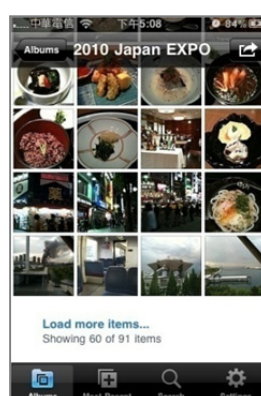 中華電信 下午5:08 84%
Albums 2010 Japan EXPO
藥
Load more items...
Showing 60 of 91 items
Albums Most Recent Search Settings